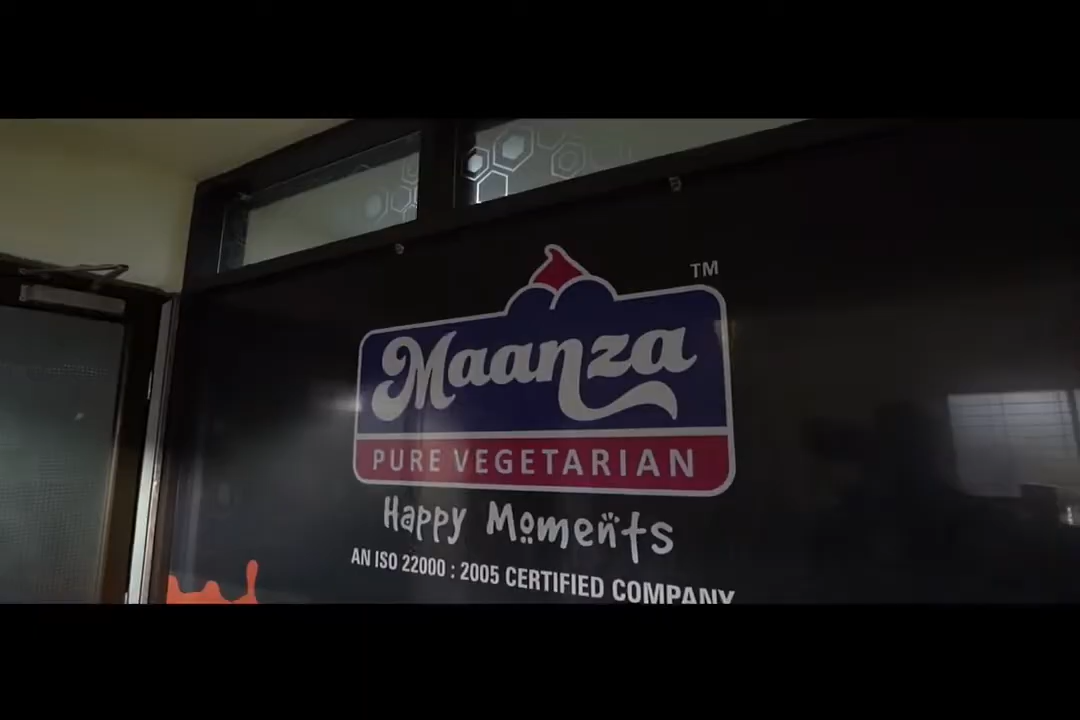 TM
Maanza
PURE VEGETARIAN
Happy Moments
AN ISO 22000 : 2005 CERTIFIED COMPANY